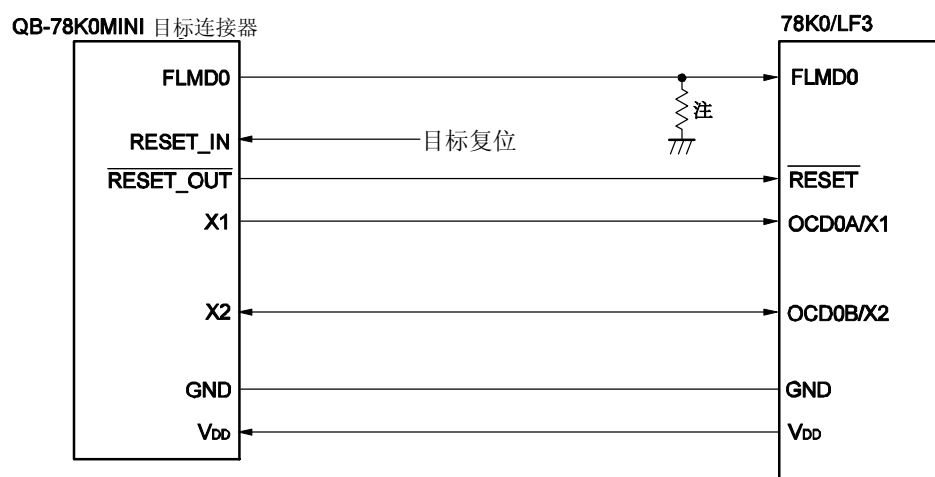 QB-78K0MINI 目标连接器
78K0/LF3
FLMD0
FLMD0
注
RESET_IN
目标复位
RESET_OUT
RESET
X1
OCD0A/X1
X2
OCD0B/X2
GND
GND
VDD
VDD